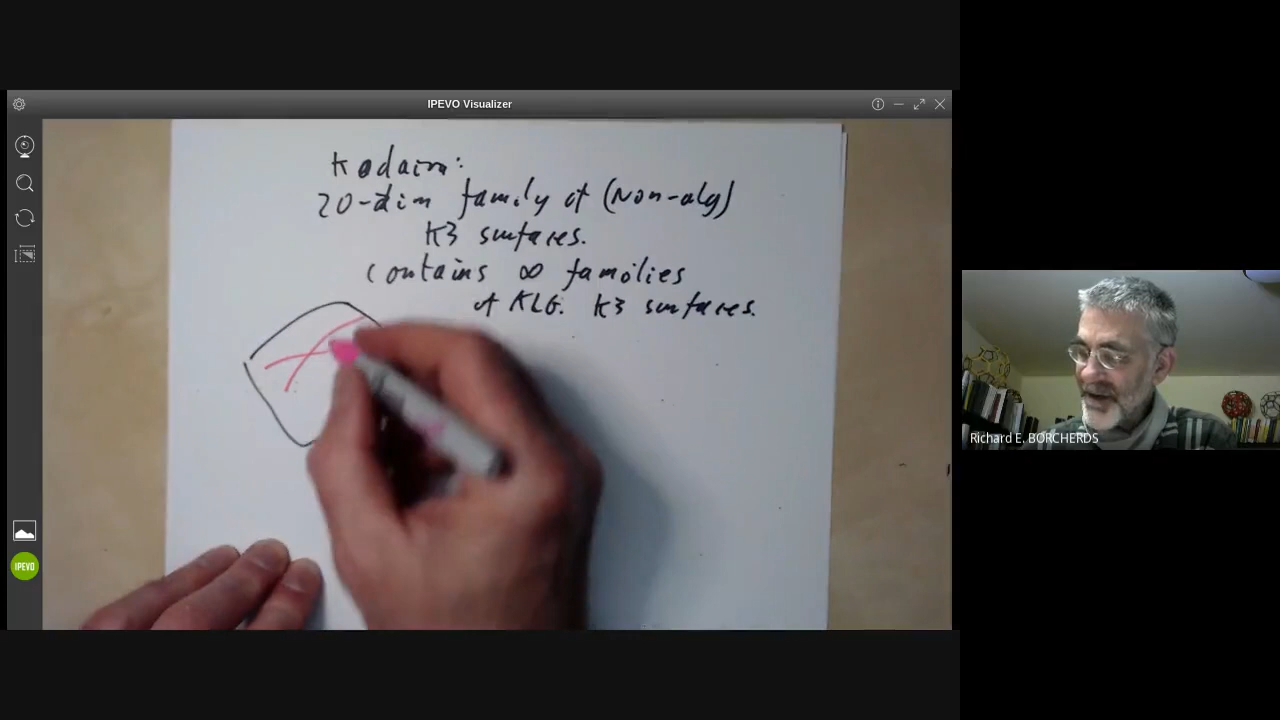 IPEVO Visualizer
Kodaira:
20-dim family of (Non-alg)
K3 surfaces.
Contains ∞ families
of ALG. K3 surfaces.
Richard E. BORCHERDS
IPEVO